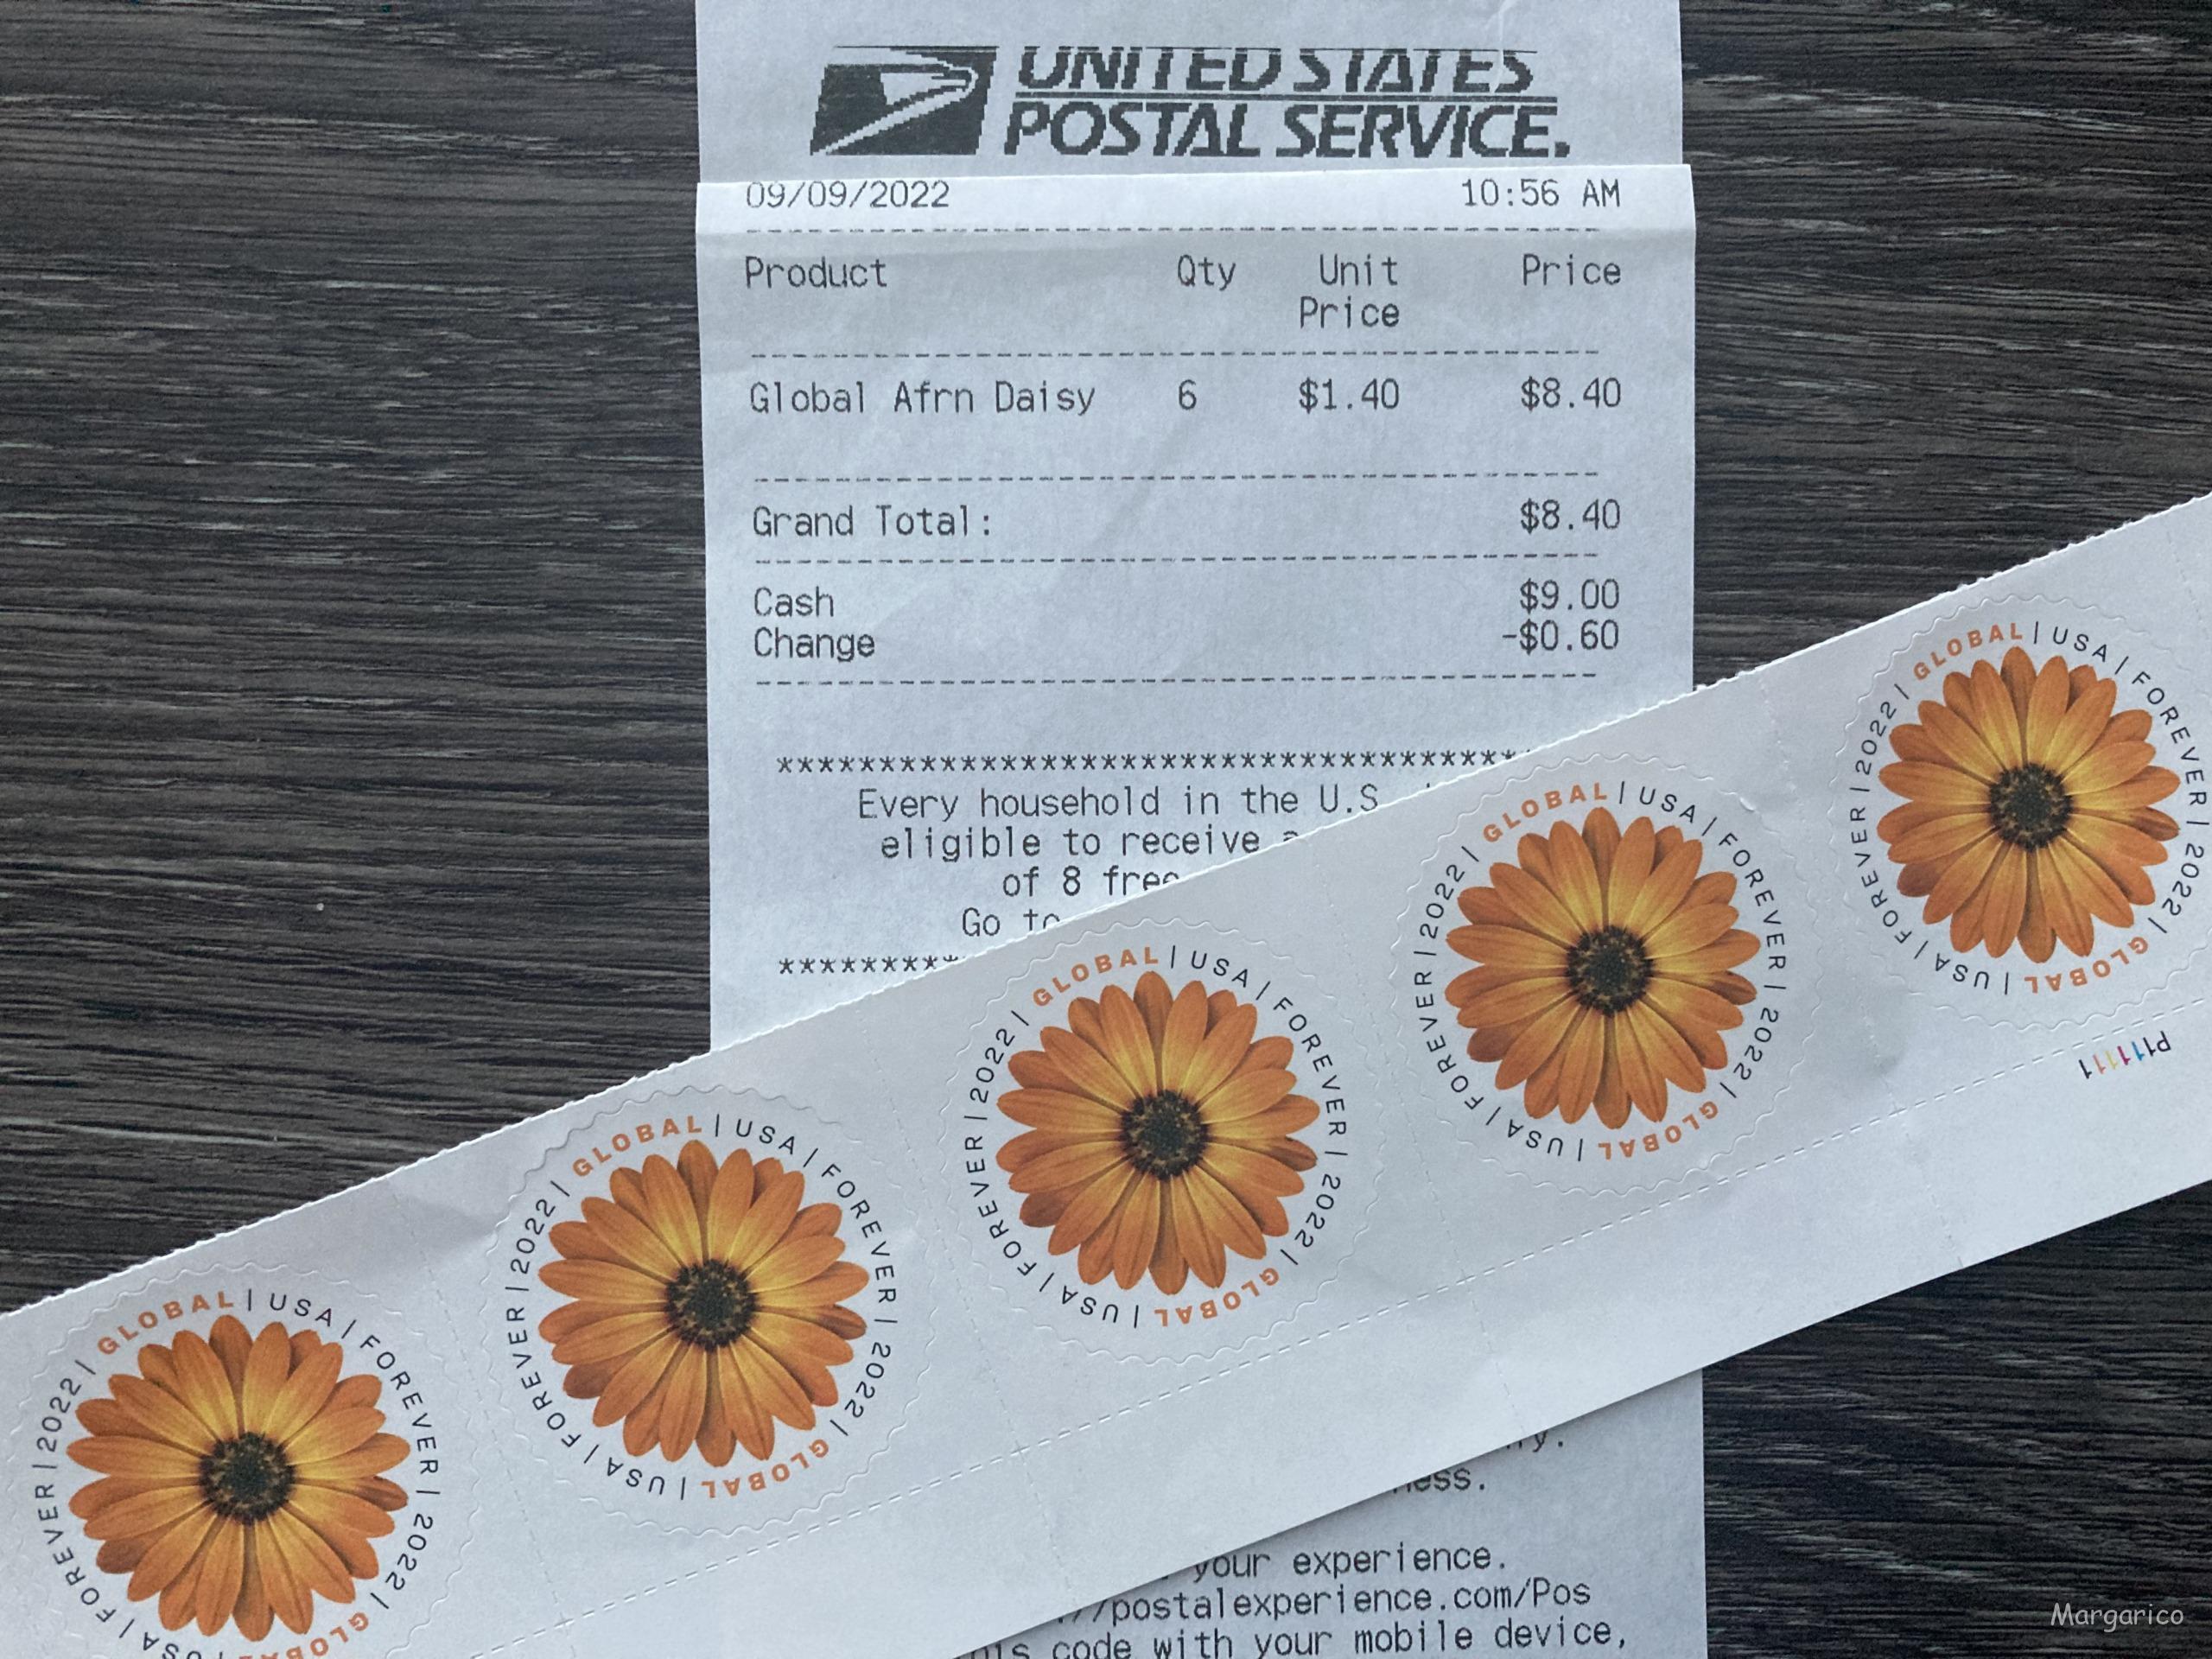 UNITED STATES
POSTAL SERVICE.
09/09/2022 10:56 AM
Product Qty Unit Price
Price
Global Afrn Daisy 6 $1.40 $8.40
Grand Total: $8.40
Cash $9.00
Change -$0.60
************************************
Every household in the U.S
eligible to receive
of 8 free
Go to
*********
GLOBAL | USA | FOREVER | 2022 | GLOBAL | USA | FOREVER | 2022 |
GLOBAL | USA | FOREVER | 2022 | GLOBAL | USA | FOREVER | 2022 |
GLOBAL | USA | FOREVER | 2022 | GLOBAL | USA | FOREVER | 2022 |
GLOBAL | USA | FOREVER | 2022 | GLOBAL | USA | FOREVER | 2022 |
GLOBAL | USA | FOREVER | 2022 | GLOBAL | USA | FOREVER | 2022 |
P111111
your experience.
//postalexperience.com/Pos
code with your mobile device,
Margarico